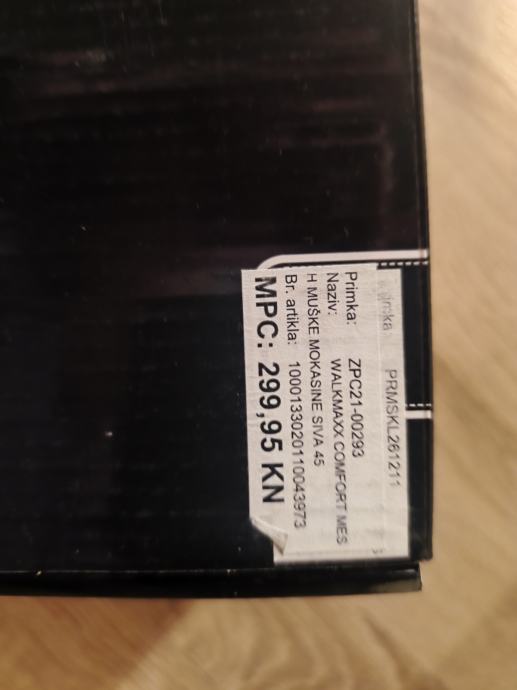 Primka: PRMSKL261211
Primka: ZPC21-00293
Naziv: WALKMAXX COMFORT MES
H MUŠKE MOKASINE SIVA 45
Br. artikla: 1000133020110043973
MPC: 299,95 KN